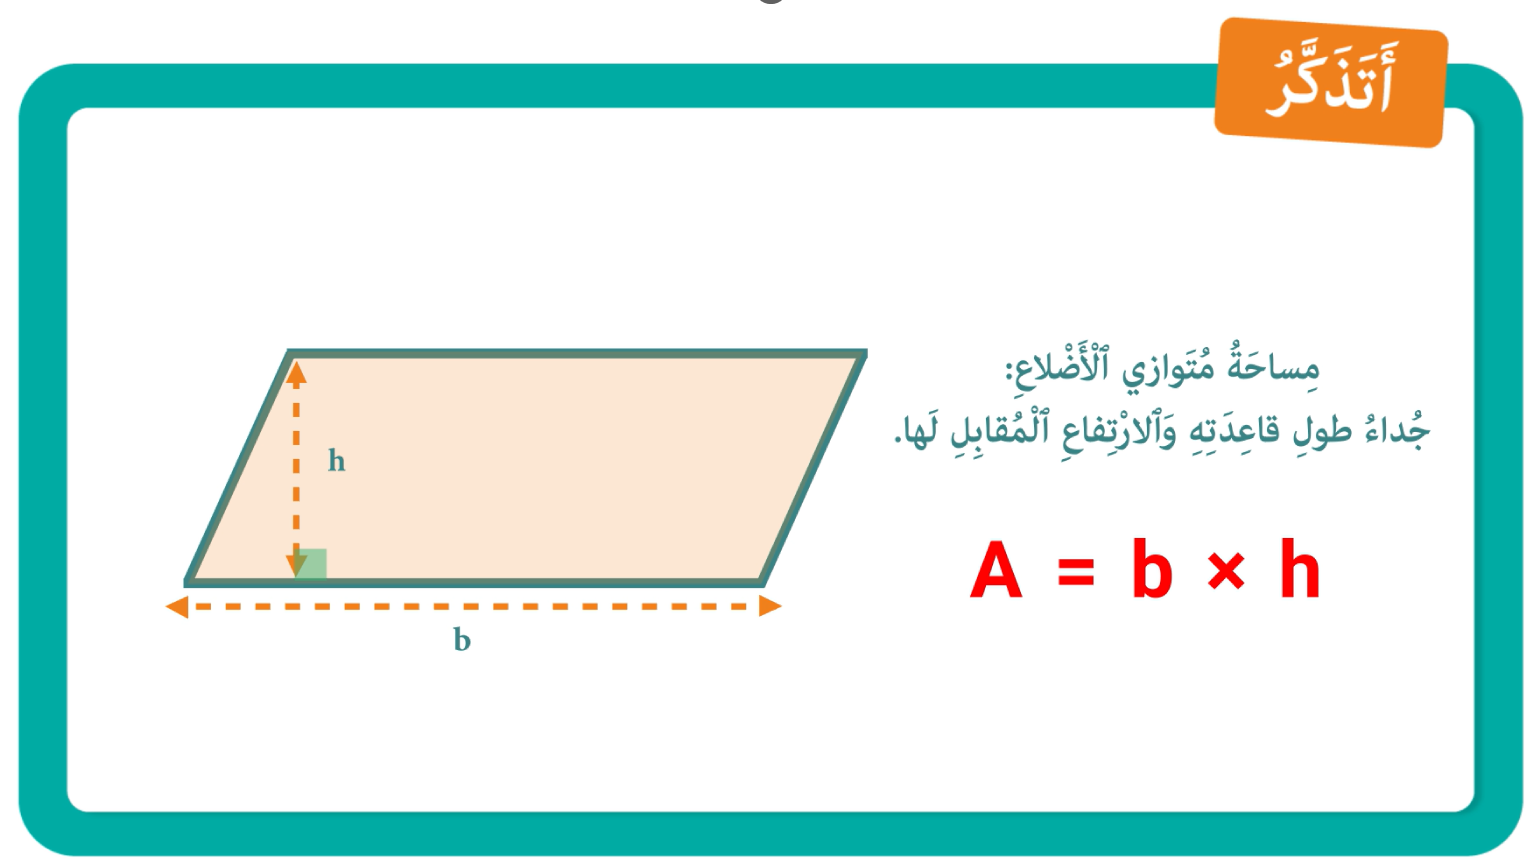 أَتَذَكَّرُ
مِساحَةُ مُتَوازي ٱلْأَضْلاعِ:
جُداءُ طولِ قاعِدَتِهِ وَٱلارْتِفاعِ ٱلْمُقابِلِ لَها.
A = b × h
h
b